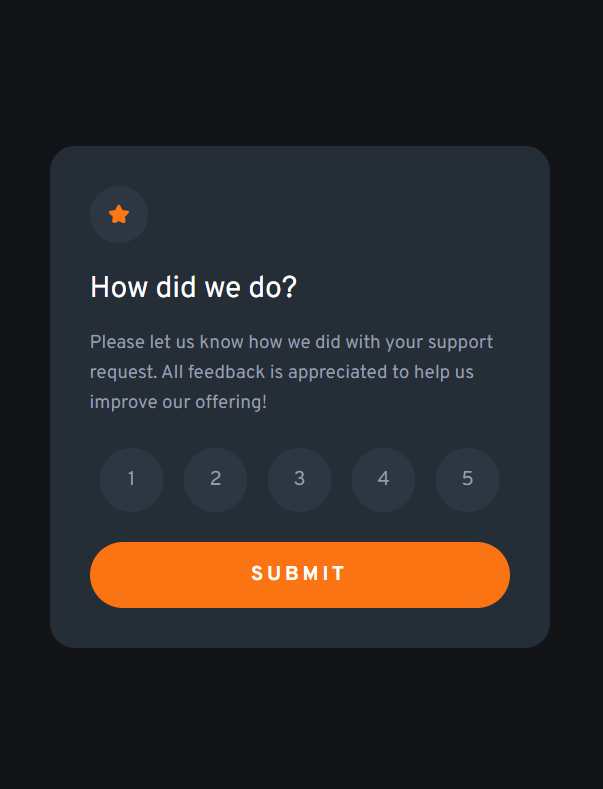 How did we do?
Please let us know how we did with your support
request. All feedback is appreciated to help us
improve our offering!
1 2 3 4 5
SUBMIT